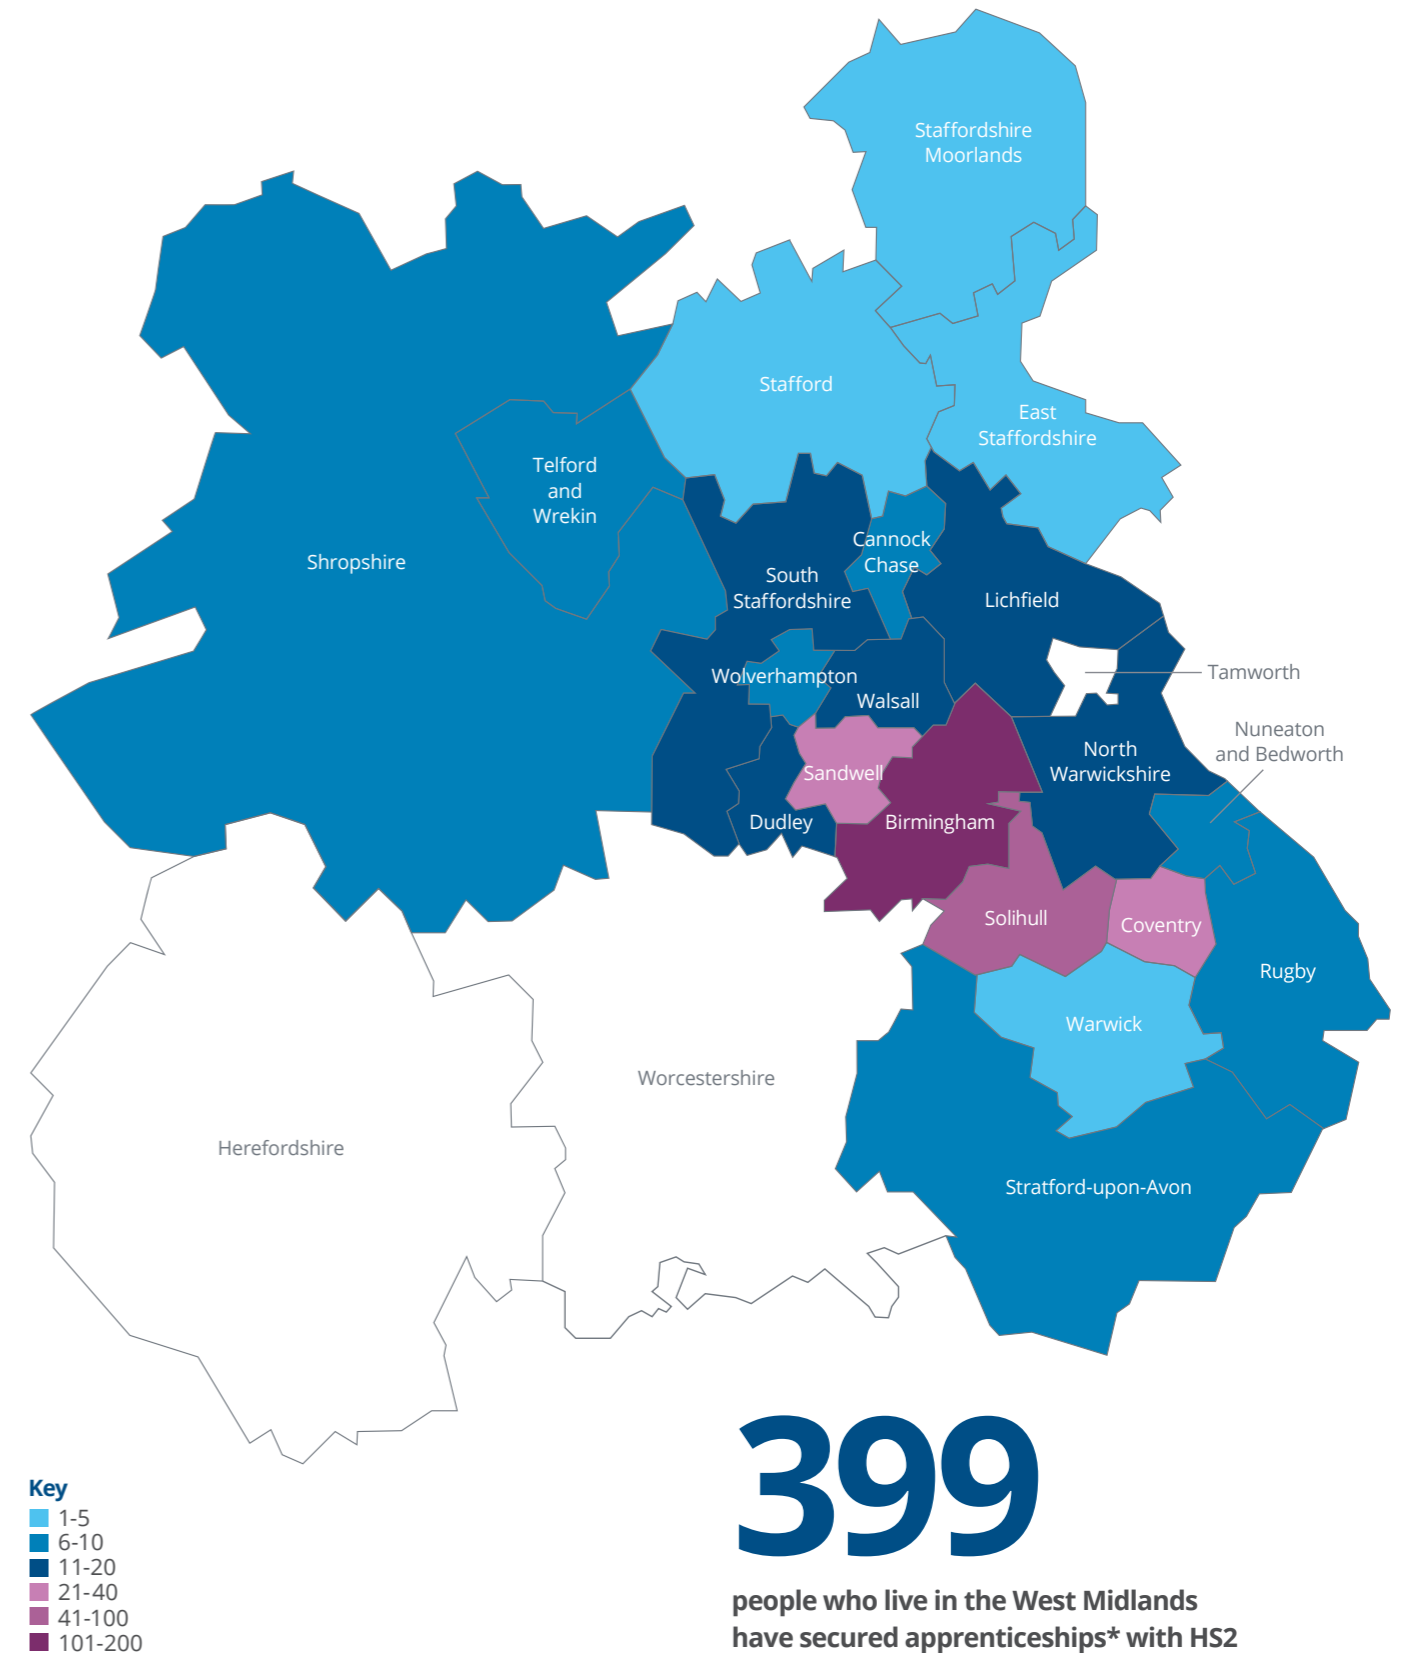 Staffordshire
Moorlands
Stafford
East
Staffordshire
Telford
and
Wrekin
Shropshire
Cannock
Chase
South
Staffordshire
Lichfield
Wolverhampton
Walsall
Tamworth
Nuneaton
and Bedworth
North
Warwickshire
Sandwell
Dudley
Birmingham
Solihull
Coventry
Rugby
Warwick
Worcestershire
Herefordshire
Stratford-upon-Avon
399
people who live in the West Midlands
have secured apprenticeships* with HS2
Key
1-5
6-10
11-20
21-40
41-100
101-200